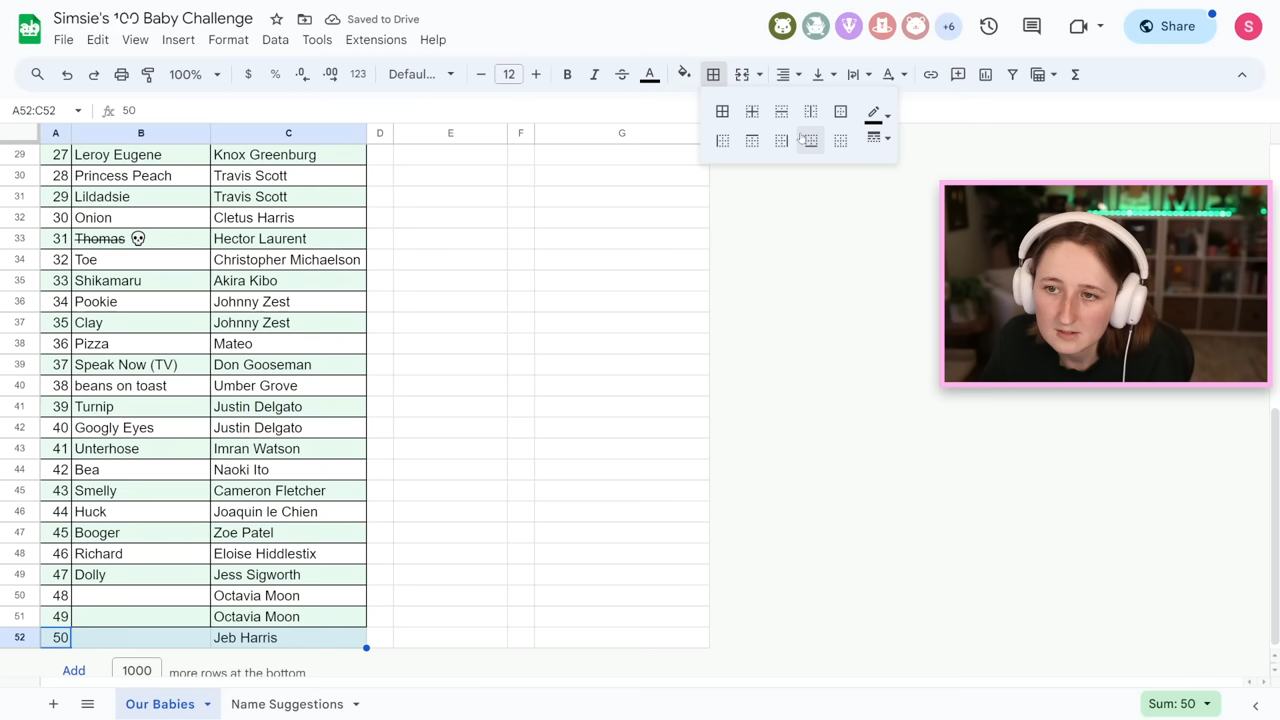 Simsie's 100 Baby Challenge
Saved to Drive
File Edit View Insert Format Data Tools Extensions Help
+6
Share
S
100%
$ % .0 .00 123
Defaul...
12
B I A
A52:C52
50
A B C D E F G
29 27 Leroy Eugene Knox Greenburg
30 28 Princess Peach Travis Scott
31 29 Lildadsie Travis Scott
32 30 Onion Cletus Harris
33 31 Thomas 💀 Hector Laurent
34 32 Toe Christopher Michaelson
35 33 Shikamaru Akira Kibo
36 34 Pookie Johnny Zest
37 35 Clay Johnny Zest
38 36 Pizza Mateo
39 37 Speak Now (TV) Don Gooseman
40 38 beans on toast Umber Grove
41 39 Turnip Justin Delgato
42 40 Googly Eyes Justin Delgato
43 41 Unterhose Imran Watson
44 42 Bea Naoki Ito
45 43 Smelly Cameron Fletcher
46 44 Huck Joaquin le Chien
47 45 Booger Zoe Patel
48 46 Richard Eloise Hiddlestix
49 47 Dolly Jess Sigworth
50 48 Octavia Moon
51 49 Octavia Moon
52 50 Jeb Harris
Add 1000 more rows at the bottom
Our Babies Name Suggestions
Sum: 50